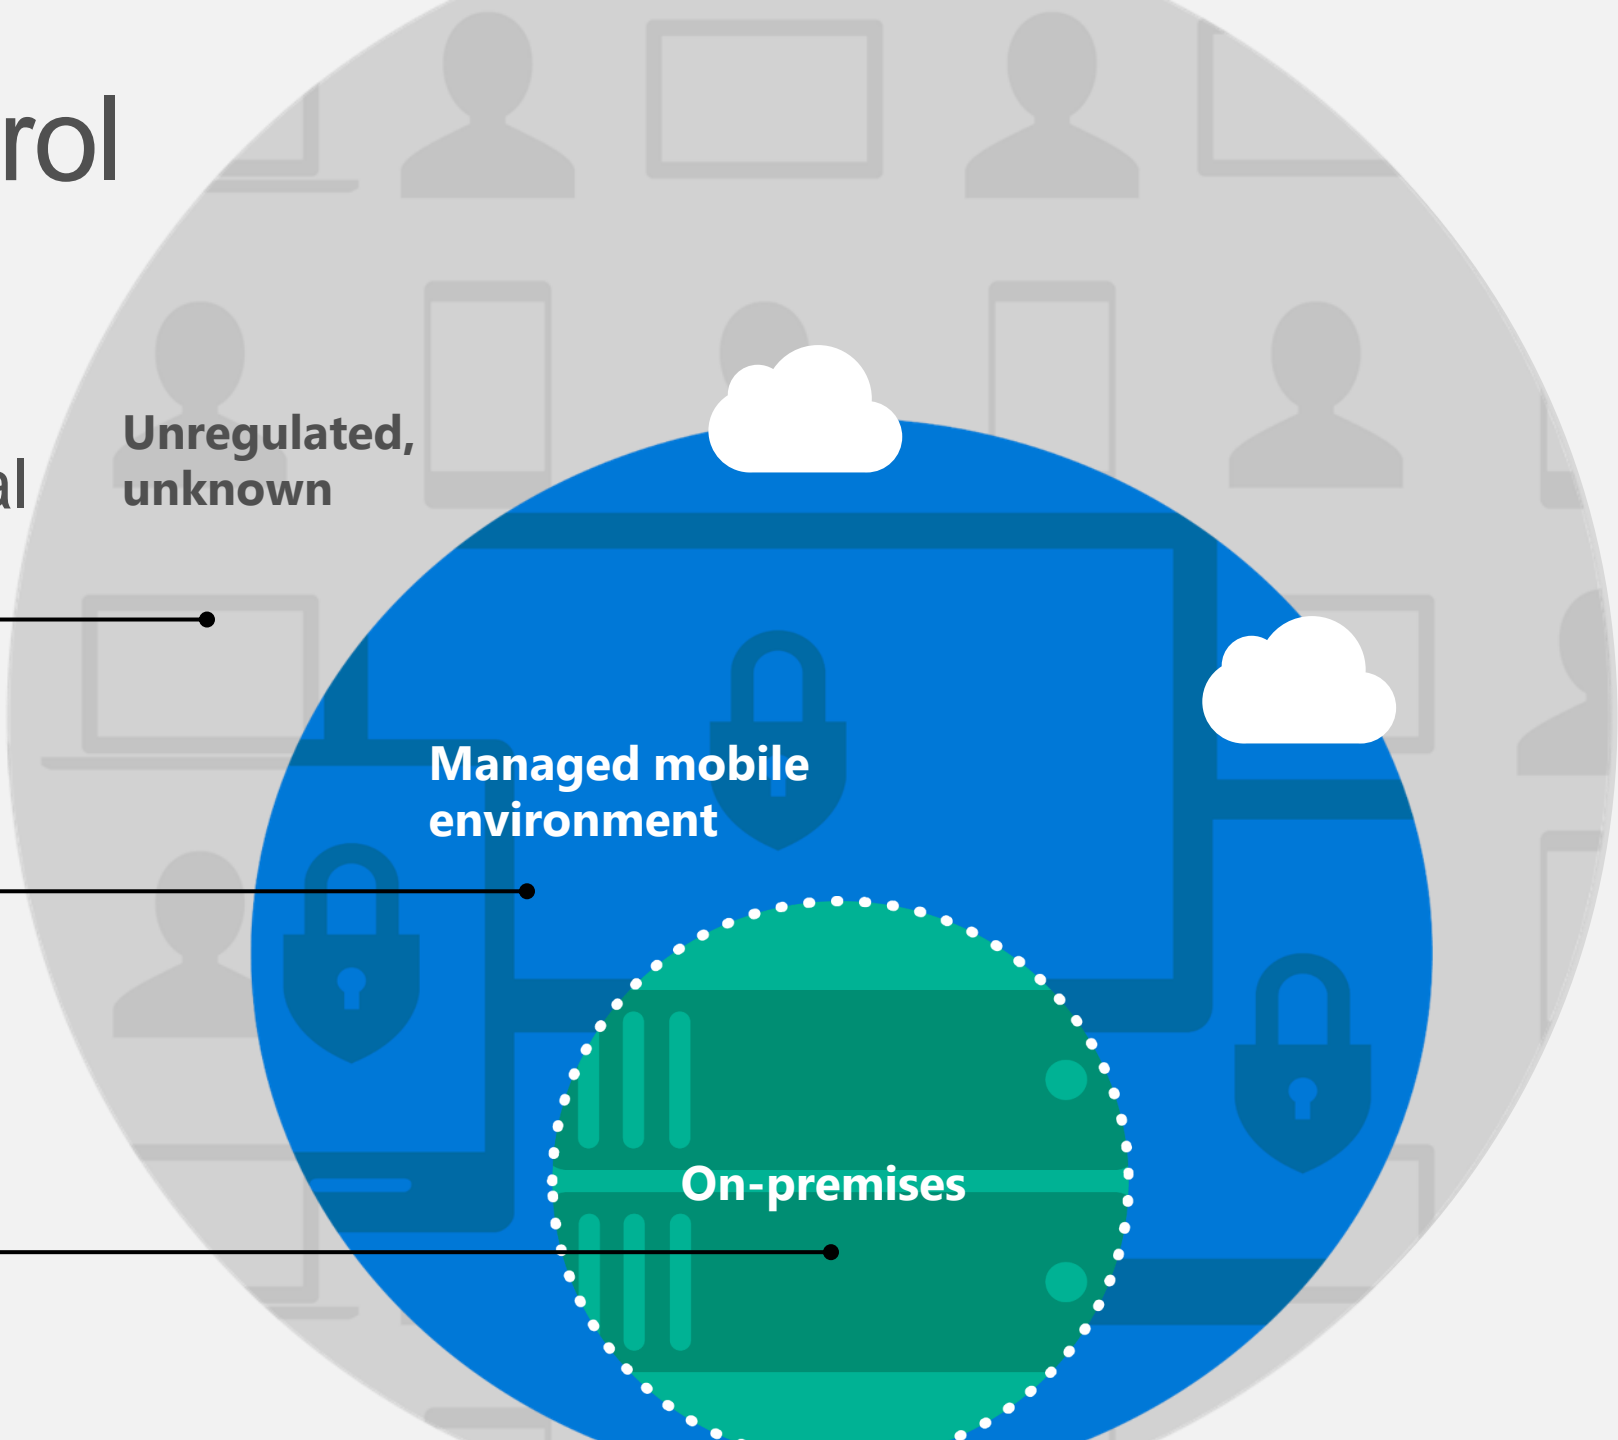 rol
Unregulated,
unknown
al
Managed mobile
environment
On-premises